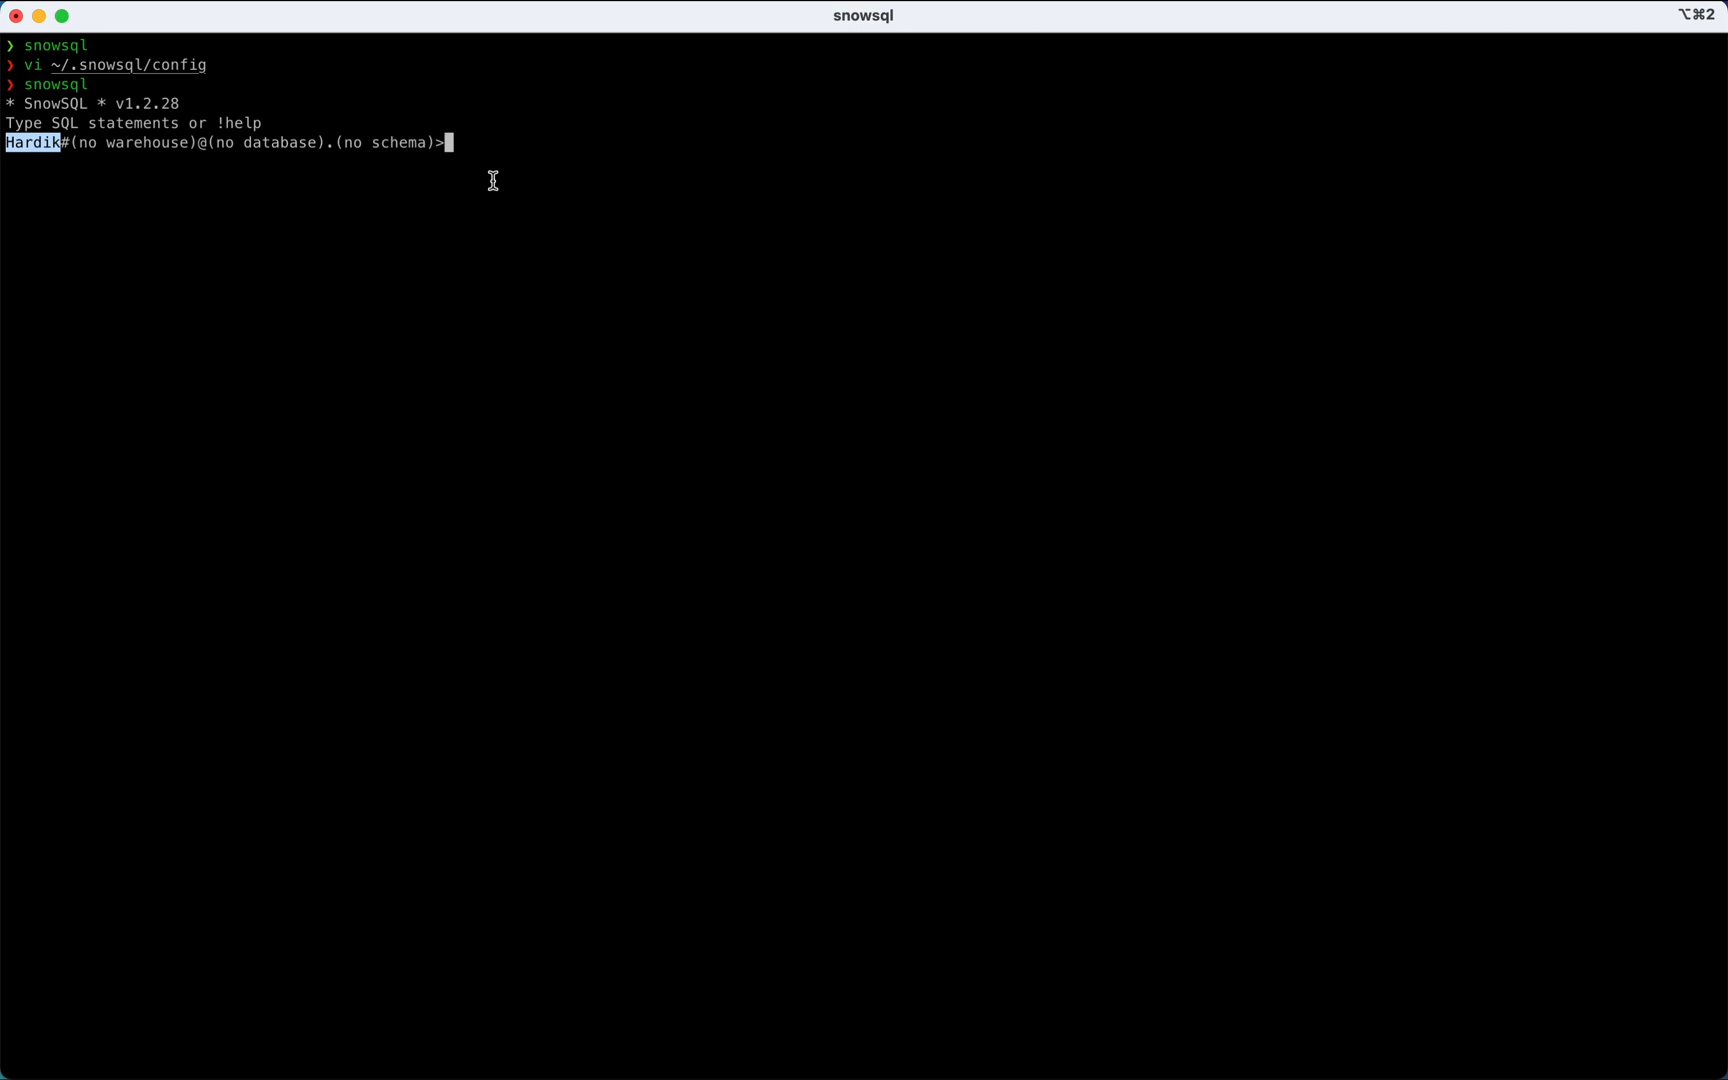 snowsql
⌥⌘2
❯ snowsql
❯ vi ~/.snowsql/config
❯ snowsql
* SnowSQL * v1.2.28
Type SQL statements or !help
Hardik#(no warehouse)@(no database).(no schema)>